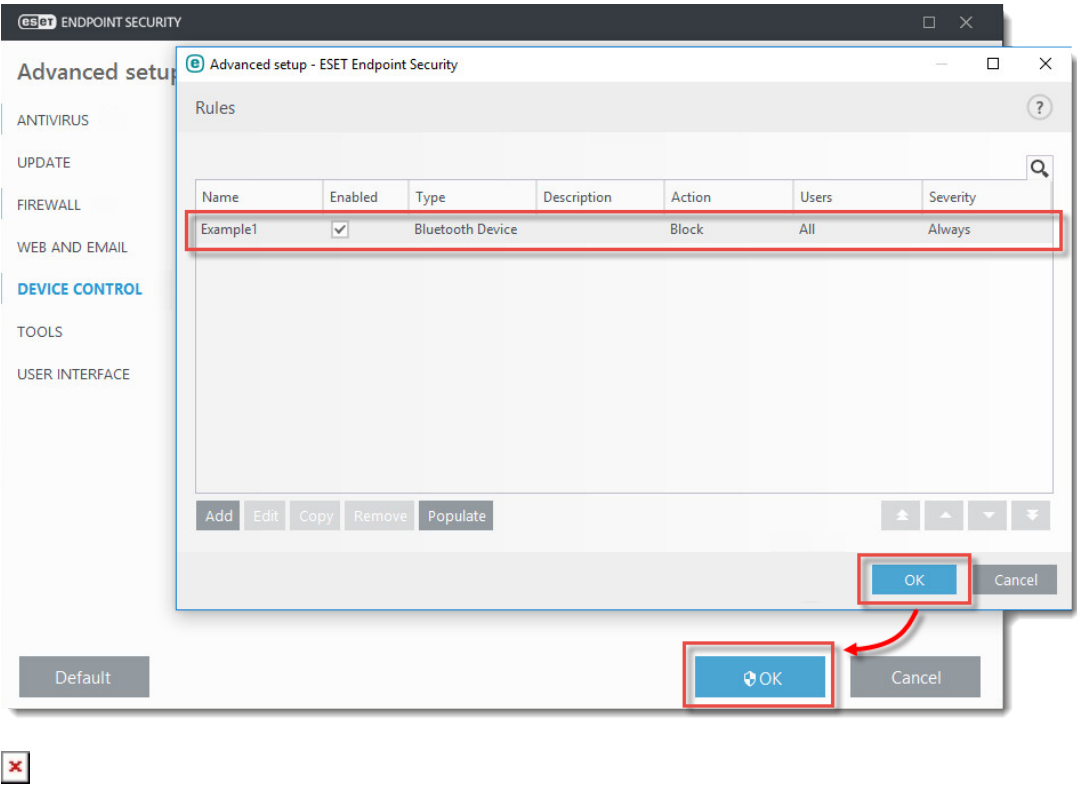 eset ENDPOINT SECURITY
Advanced setup
ANTIVIRUS
UPDATE
FIREWALL
WEB AND EMAIL
DEVICE CONTROL
TOOLS
USER INTERFACE
Default
OK
Cancel
e Advanced setup - ESET Endpoint Security
Rules
?
Name Enabled Type Description Action Users Severity
Example1 Bluetooth Device Block All Always
Add Edit Copy Remove Populate
OK Cancel